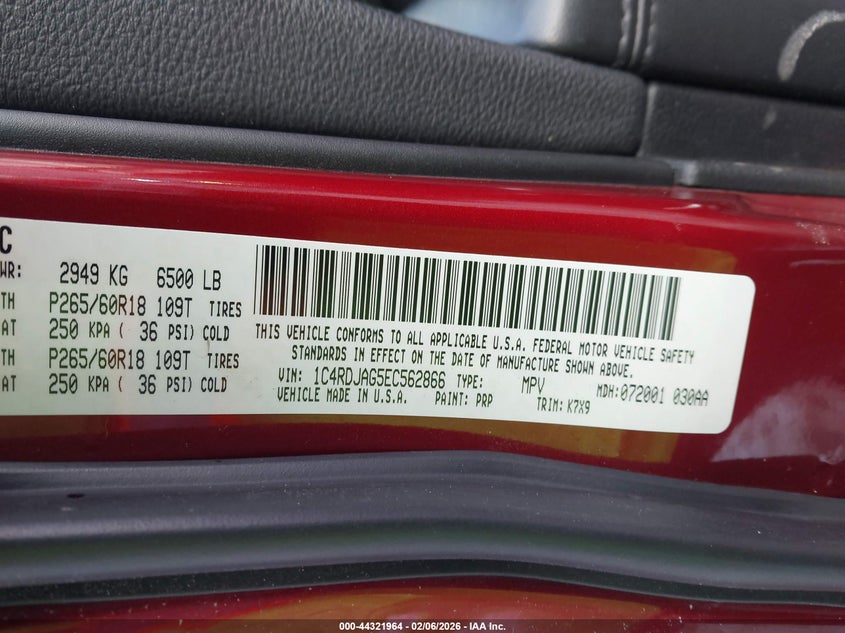 C
WR: 2949 KG 6500 LB
TH P265/60R18 109T TIRES
AT 250 KPA ( 36 PSI) COLD
TH P265/60R18 109T TIRES
AT 250 KPA ( 36 PSI) COLD
THIS VEHICLE CONFORMS TO ALL APPLICABLE U.S.A. FEDERAL MOTOR VEHICLE SAFETY
STANDARDS IN EFFECT ON THE DATE OF MANUFACTURE SHOWN ABOVE.
VIN: 1C4RDJAG5EC562866 TYPE: MPV MDH:072001 030AA
VEHICLE MADE IN U.S.A. PAINT: PRP TRIM: K7X9
000-44321964 - 02/06/2026 - IAA Inc.